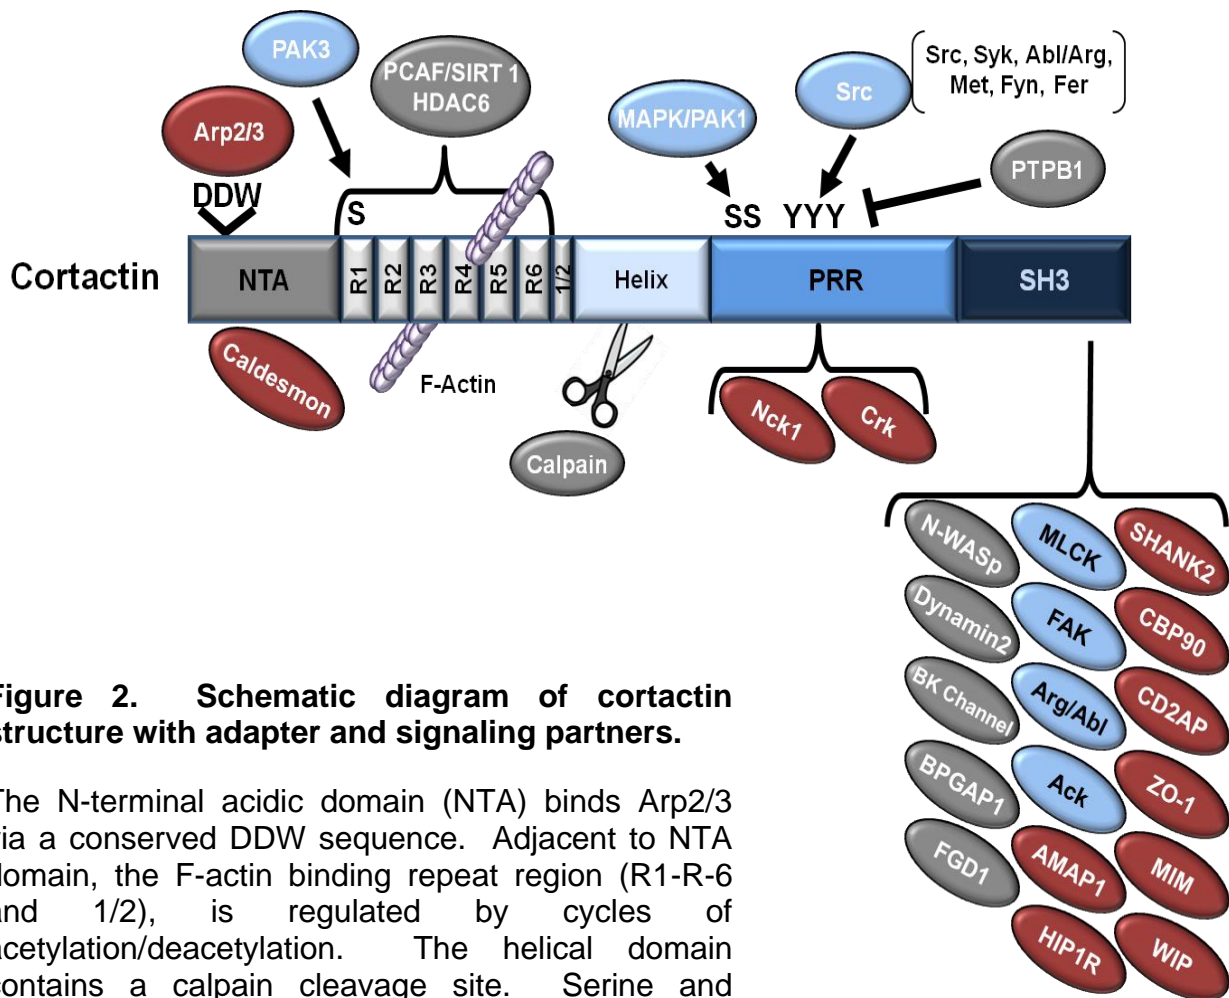 PAK3
PCAF/SIRT 1
HDAC6
Arp2/3
MAPK/PAK1
Src
Src, Syk, Abl/Arg,
Met, Fyn, Fer
PTPB1
DDW
S
SS
YYY
Cortactin
NTA
R1
R2
R3
R4
R5
R6
1/2
Helix
PRR
SH3
Caldesmon
F-Actin
Calpain
Nck1
Crk
N-WASp
MLCK
SHANK2
Dynamin2
FAK
CBP90
BK Channel
Arg/Abl
CD2AP
BPGAP1
Ack
ZO-1
FGD1
AMAP1
MIM
HIP1R
WIP
Figure 2. Schematic diagram of cortactin
structure with adapter and signaling partners.
The N-terminal acidic domain (NTA) binds Arp2/3
via a conserved DDW sequence. Adjacent to NTA
domain, the F-actin binding repeat region (R1-R-6
and 1/2), is regulated by cycles of
acetylation/deacetylation. The helical domain
contains a calpain cleavage site. Serine and